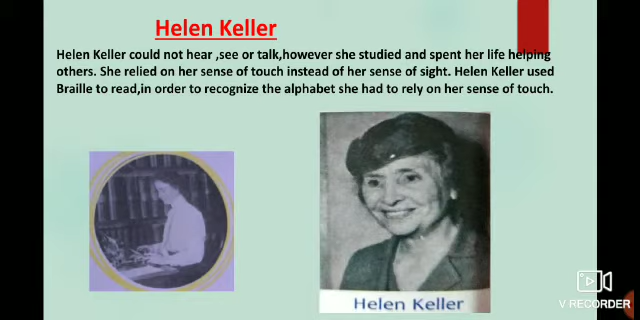 Helen Keller
Helen Keller could not hear ,see or talk,however she studied and spent her life helping
others. She relied on her sense of touch instead of her sense of sight. Helen Keller used
Braille to read,in order to recognize the alphabet she had to rely on her sense of touch.
Helen Keller
V RECORDER